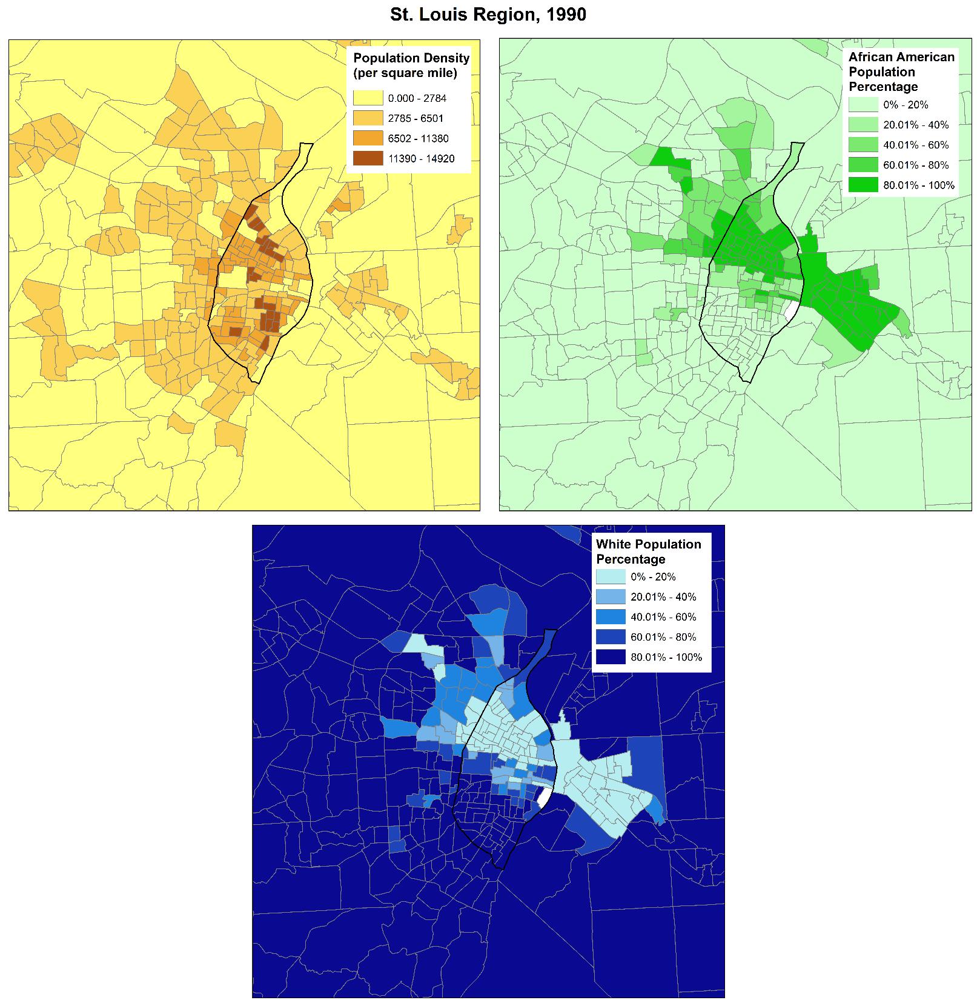 St. Louis Region, 1990
Population Density
(per square mile)
0.000 - 2784
2785 - 6501
6502 - 11380
11390 - 14920
African American
Population
Percentage
0% - 20%
20.01% - 40%
40.01% - 60%
60.01% - 80%
80.01% - 100%
White Population
Percentage
0% - 20%
20.01% - 40%
40.01% - 60%
60.01% - 80%
80.01% - 100%